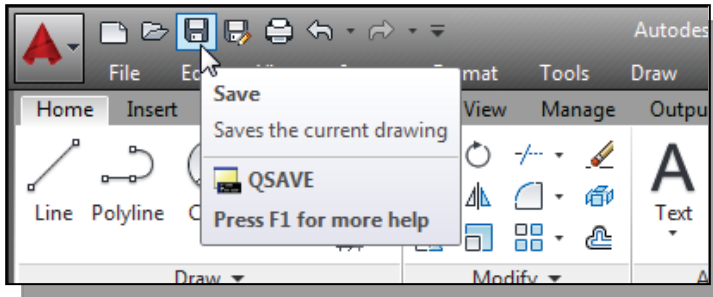 Autodes
File
mat Tools Draw
Home Insert
View Manage Outpu
Save
Saves the current drawing
QSAVE
Press F1 for more help
Line Polyline
Text
Draw
Modify